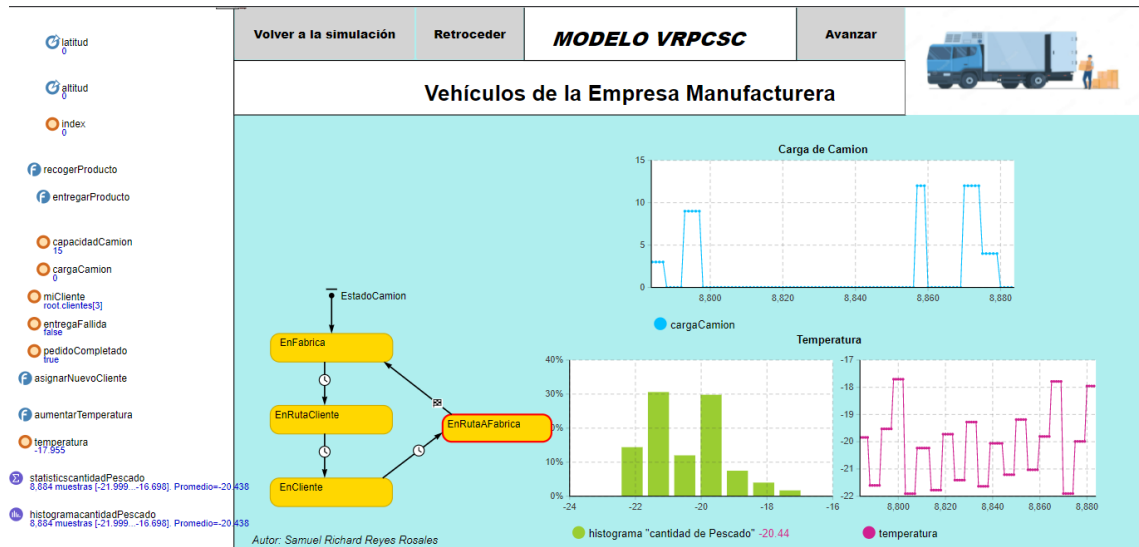 Volver a la simulación
Retroceder
MODELO VRPCSC
Avanzar
Vehículos de la Empresa Manufacturera
latitud
0
altitud
0
index
0
recogerProducto
entregarProducto
capacidadCamion
15
cargaCamion
0
miCliente
root.clientes[3]
entregaFallida
false
pedidoCompletado
true
asignarNuevoCliente
aumentarTemperatura
temperatura
-17.955
statisticscantidadPescado
8,884 muestras [-21.999...-16.698]. Promedio=-20.438
histogramacantidadPescado
8,884 muestras [-21.999...-16.698]. Promedio=-20.438
EstadoCamion
EnFabrica
EnRutaCliente
EnRutaAFabrica
EnCliente
Autor: Samuel Richard Reyes Rosales
Carga de Camion
15
10
5
0
8,800 8,820 8,840 8,860 8,880
cargaCamion
Temperatura
40%
30%
20%
10%
0%
-24 -22 -20 -18 -16
histograma "cantidad de Pescado" -20.44
-17
-18
-19
-20
-21
-22
8,800 8,820 8,840 8,860 8,880
temperatura